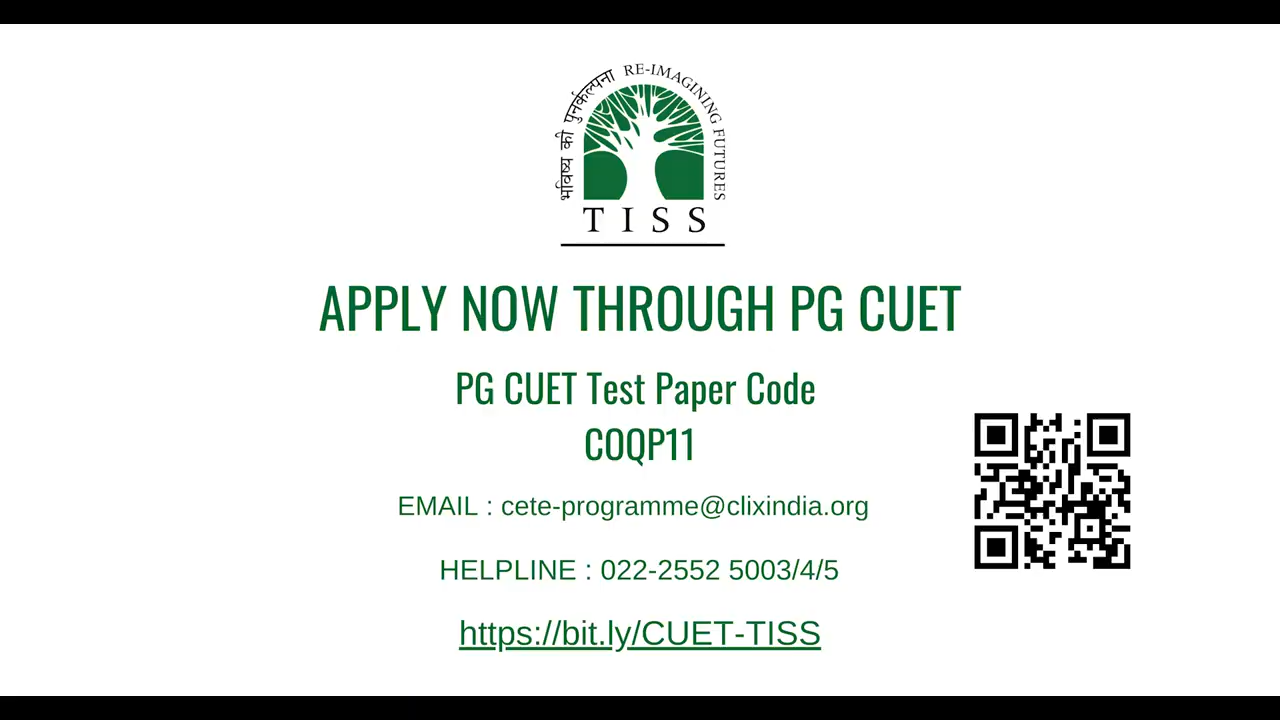 भविष्य की पुनर्कल्पना RE-IMAGINING FUTURES
TISS
APPLY NOW THROUGH PG CUET
PG CUET Test Paper Code
COQP11
EMAIL : cete-programme@clixindia.org
HELPLINE : 022-2552 5003/4/5
https://bit.ly/CUET-TISS